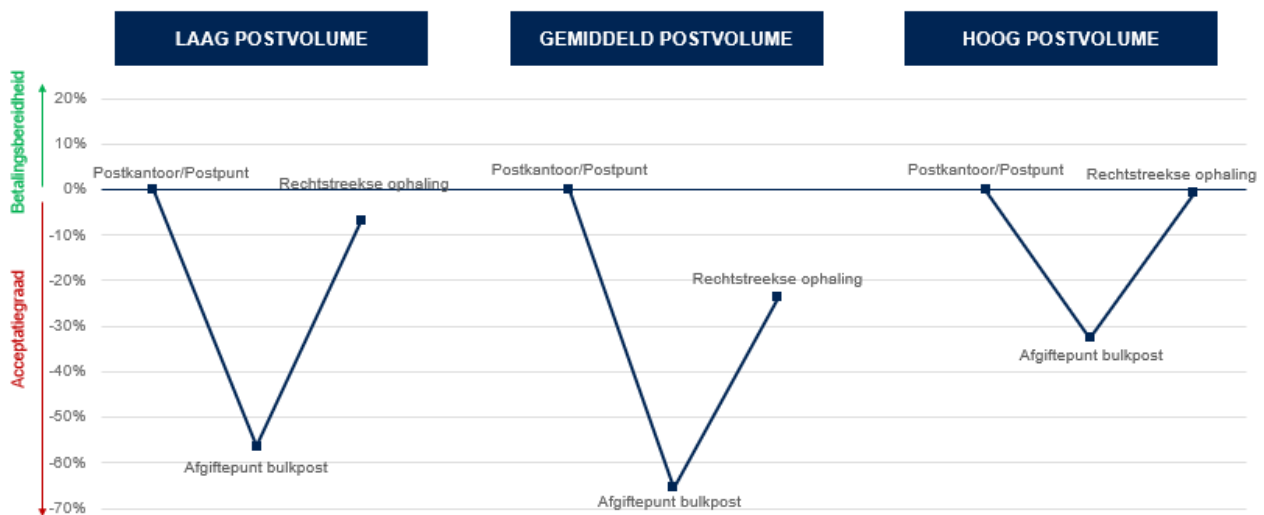 LAAG POSTVOLUME
GEMIDDELD POSTVOLUME
HOOG POSTVOLUME
Betalingsbereidheid
Acceptatiegraad
20%
10%
0%
-10%
-20%
-30%
-40%
-50%
-60%
-70%
Postkantoor/Postpunt
Rechtstreekse ophaling
Afgiftepunt bulkpost
Postkantoor/Postpunt
Rechtstreekse ophaling
Afgiftepunt bulkpost
Postkantoor/Postpunt
Rechtstreekse ophaling
Afgiftepunt bulkpost